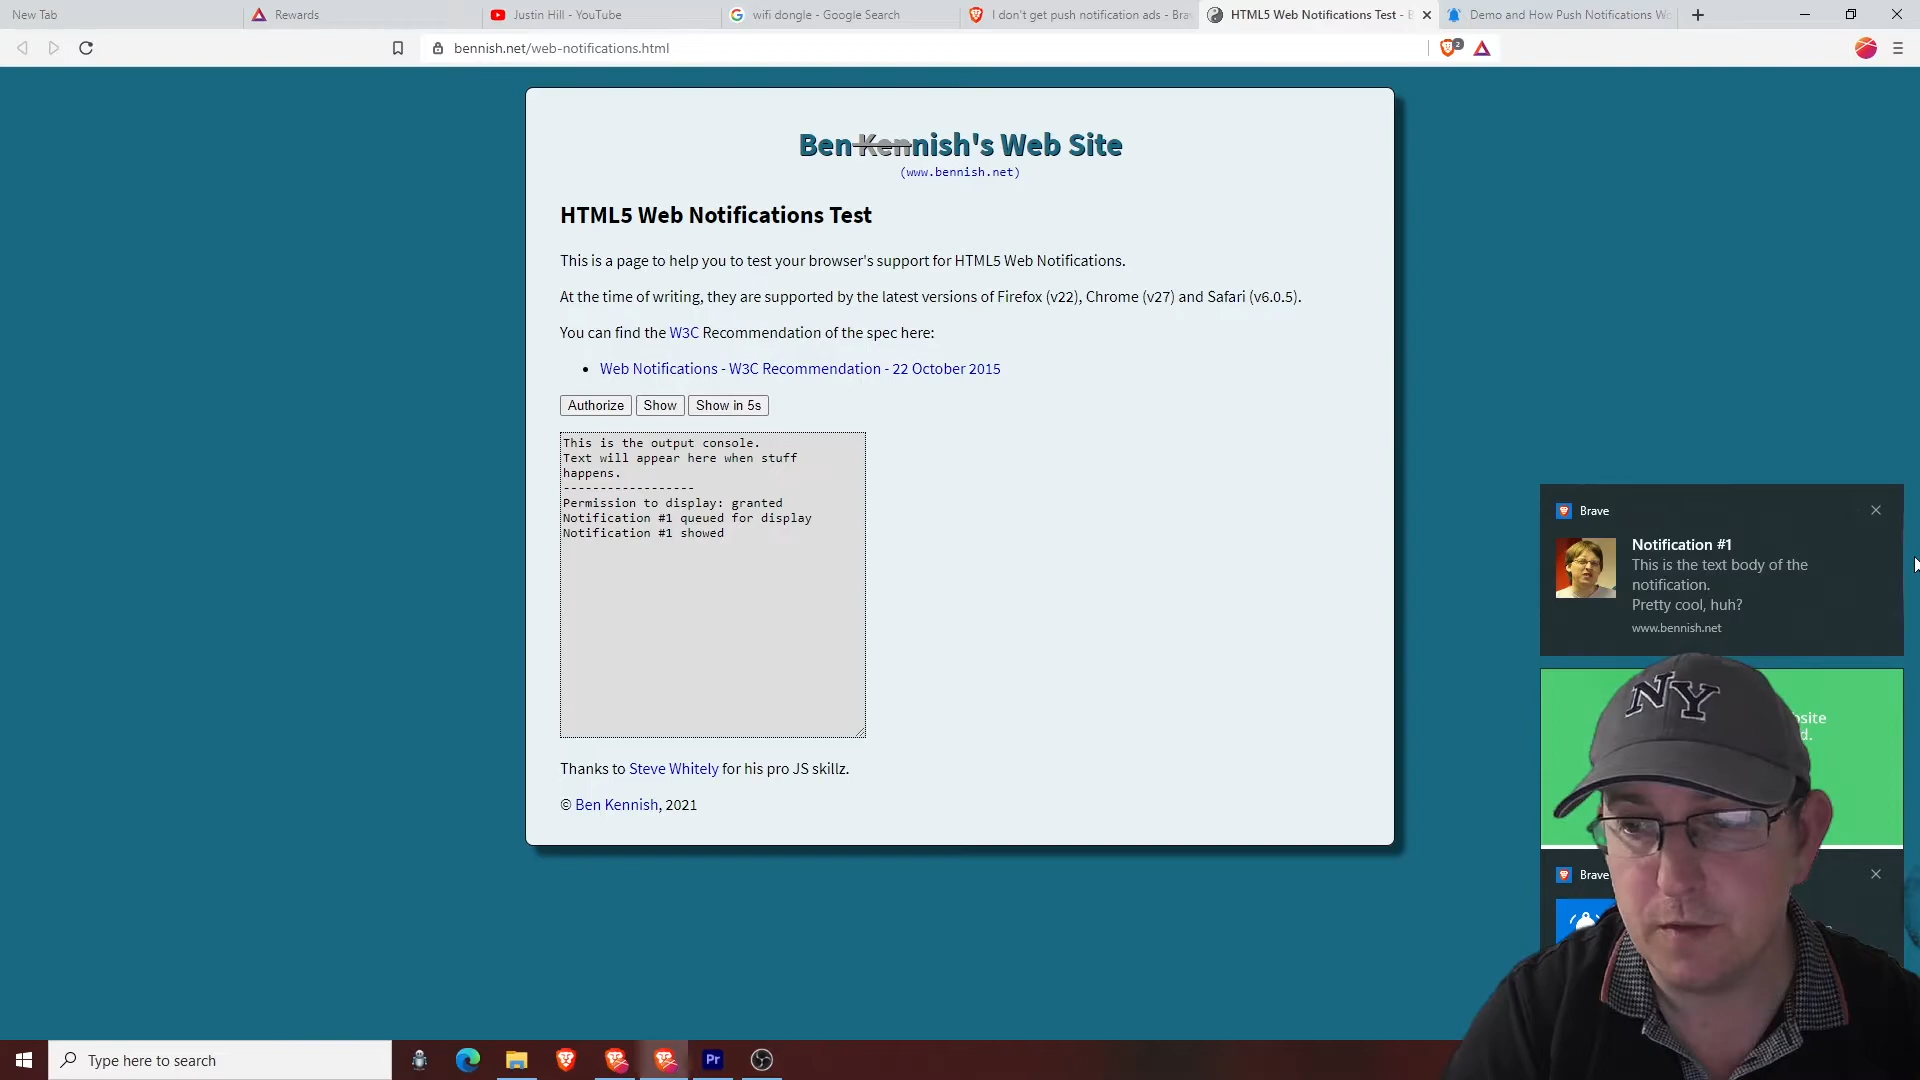 New Tab
Rewards
Justin Hill - YouTube
wifi dongle - Google Search
I don't get push notification ads - Bra
HTML5 Web Notifications Test - B
Demo and How Push Notifications Wo
bennish.net/web-notifications.html
2
Ben Kennish's Web Site
(www.bennish.net)
HTML5 Web Notifications Test
This is a page to help you to test your browser's support for HTML5 Web Notifications.
At the time of writing, they are supported by the latest versions of Firefox (v22), Chrome (v27) and Safari (v6.0.5).
You can find the W3C Recommendation of the spec here:
Web Notifications - W3C Recommendation - 22 October 2015
Authorize Show Show in 5s
This is the output console.
Text will appear here when stuff
happens.
------------------
Permission to display: granted
Notification #1 queued for display
Notification #1 showed
Thanks to Steve Whitely for his pro JS skillz.
© Ben Kennish, 2021
Brave
Notification #1
This is the text body of the
notification.
Pretty cool, huh?
www.bennish.net
NY
Brave
Type here to search
Pr